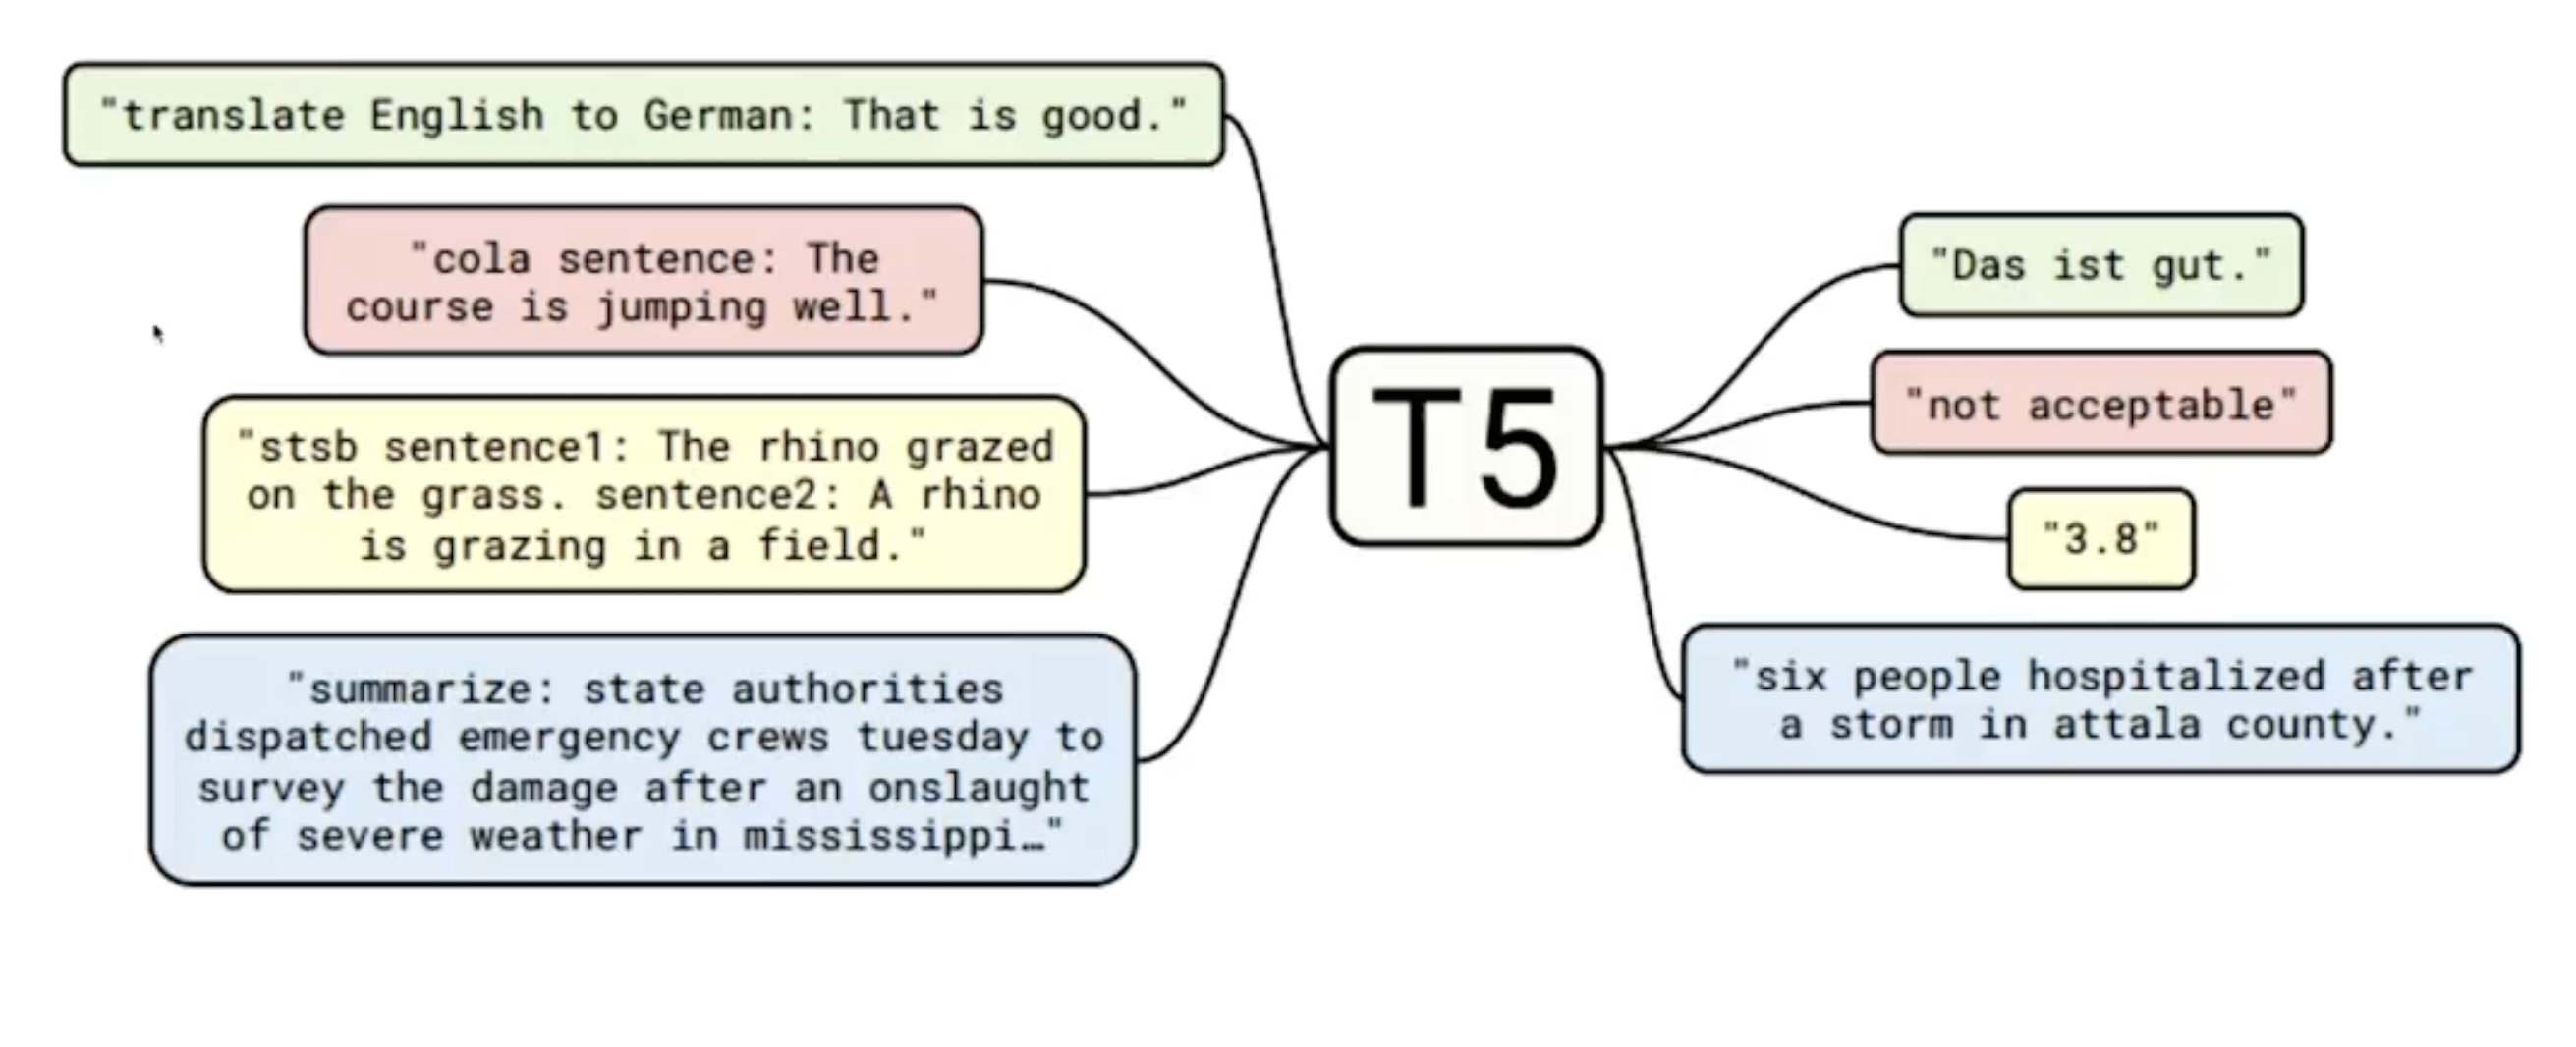 "translate English to German: That is good."
"cola sentence: The
course is jumping well."
"stsb sentence1: The rhino grazed
on the grass. sentence2: A rhino
is grazing in a field."
"summarize: state authorities
dispatched emergency crews tuesday to
survey the damage after an onslaught
of severe weather in mississippi…"
T5
"Das ist gut."
"not acceptable"
"3.8"
"six people hospitalized after
a storm in attala county."